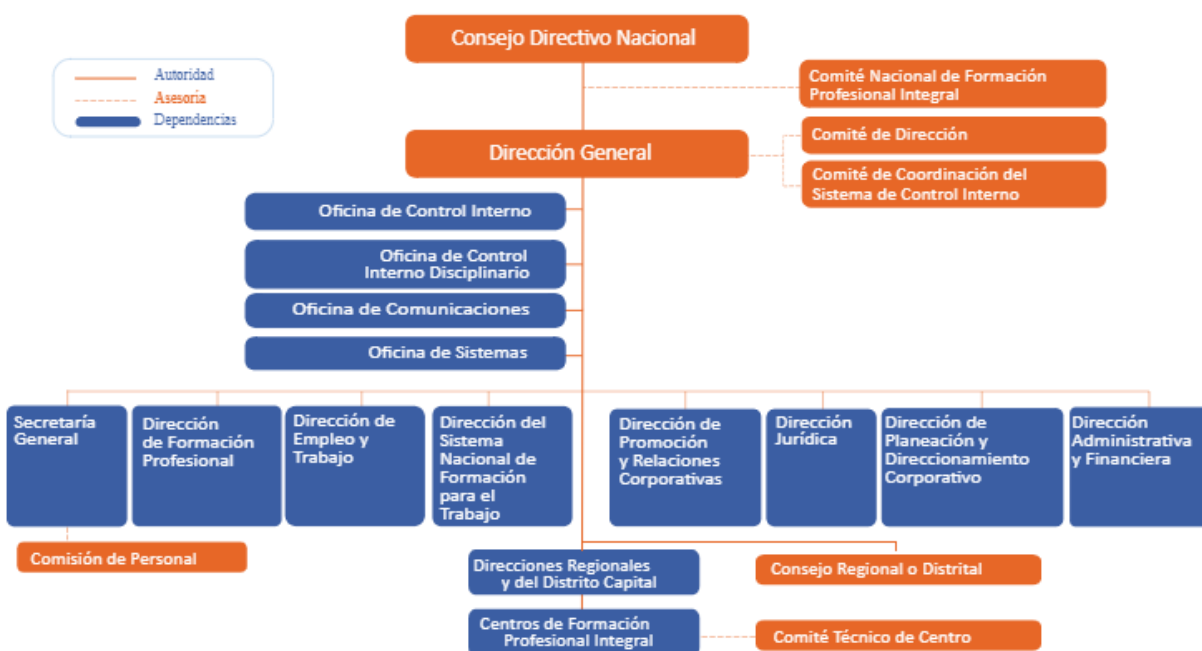 Consejo Directivo Nacional
Autoridad
Asesoría
Dependencias
Comité Nacional de Formación
Profesional Integral
Dirección General
Comité de Dirección
Comité de Coordinación del
Sistema de Control Interno
Oficina de Control Interno
Oficina de Control
Interno Disciplinario
Oficina de Comunicaciones
Oficina de Sistemas
Secretaría
General
Dirección
de Formación
Profesional
Dirección de
Empleo y
Trabajo
Dirección del
Sistema
Nacional de
Formación
para el
Trabajo
Dirección de
Promoción
y Relaciones
Corporativas
Dirección
Jurídica
Dirección de
Planeación y
Direccionamiento
Corporativo
Dirección
Administrativa
y Financiera
Comisión de Personal
Direcciones Regionales
y del Distrito Capital
Consejo Regional o Distrital
Centros de Formación
Profesional Integral
Comité Técnico de Centro